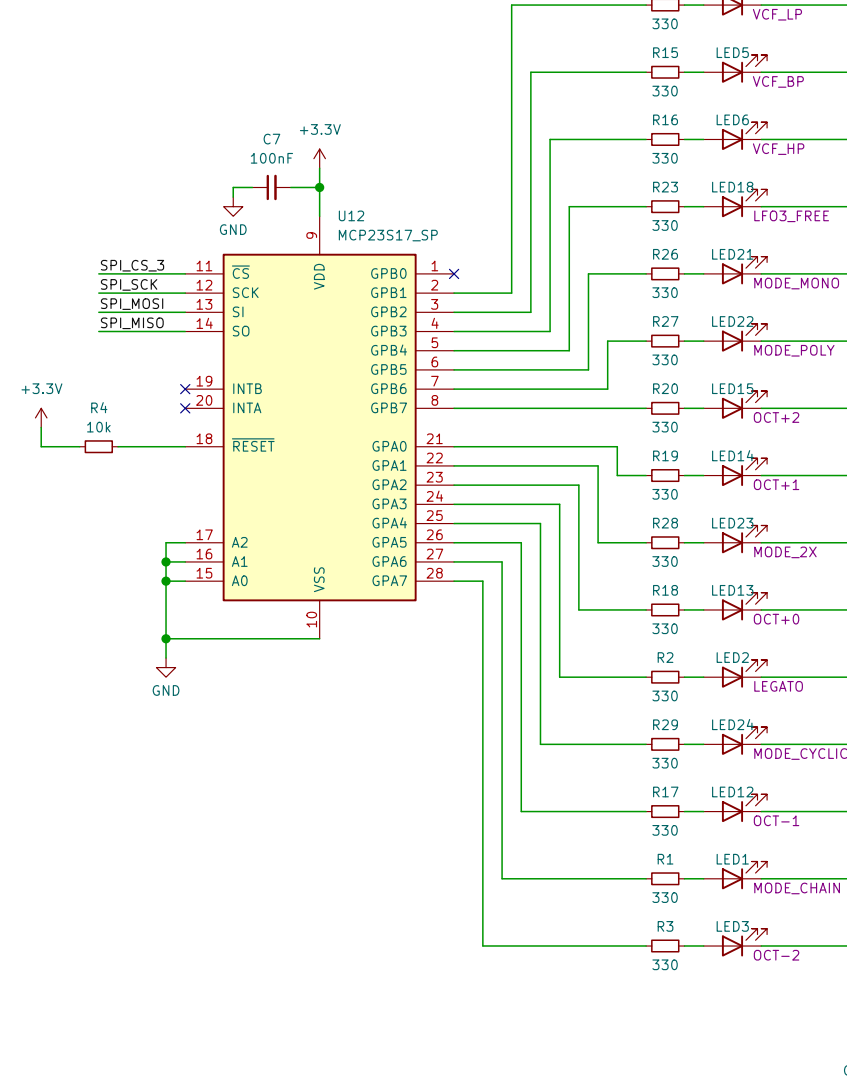 330
VCF_LP
R15
LED5
330
VCF_BP
R16
LED6
330
VCF_HP
R23
LED18
330
LFO3_FREE
R26
LED21
330
MODE_MONO
R27
LED22
330
MODE_POLY
R20
LED15
330
OCT+2
R19
LED14
330
OCT+1
R28
LED23
330
MODE_2X
R18
LED13
330
OCT+0
R2
LED2
330
LEGATO
R29
LED24
330
MODE_CYCLIC
R17
LED12
330
OCT-1
R1
LED1
330
MODE_CHAIN
R3
LED3
330
OCT-2
C7
100nF
+3.3V
GND
U12
MCP23S17_SP
9
VDD
SPI_CS_3 11 CS
SPI_SCK 12 SCK
SPI_MOSI 13 SI
SPI_MISO 14 SO
19 INTB
20 INTA
+3.3V
R4
10k
18 RESET
17 A2
16 A1
15 A0
VSS
10
GND
GPB0 1
GPB1 2
GPB2 3
GPB3 4
GPB4 5
GPB5 6
GPB6 7
GPB7 8
GPA0 21
GPA1 22
GPA2 23
GPA3 24
GPA4 25
GPA5 26
GPA6 27
GPA7 28